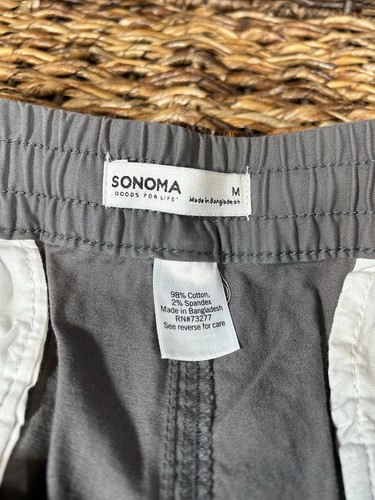 SONOMA
GOODS FOR LIFE™
M
Made in Bangladesh
98% Cotton,
2% Spandex
Made in Bangladesh
RN#73277
See reverse for care